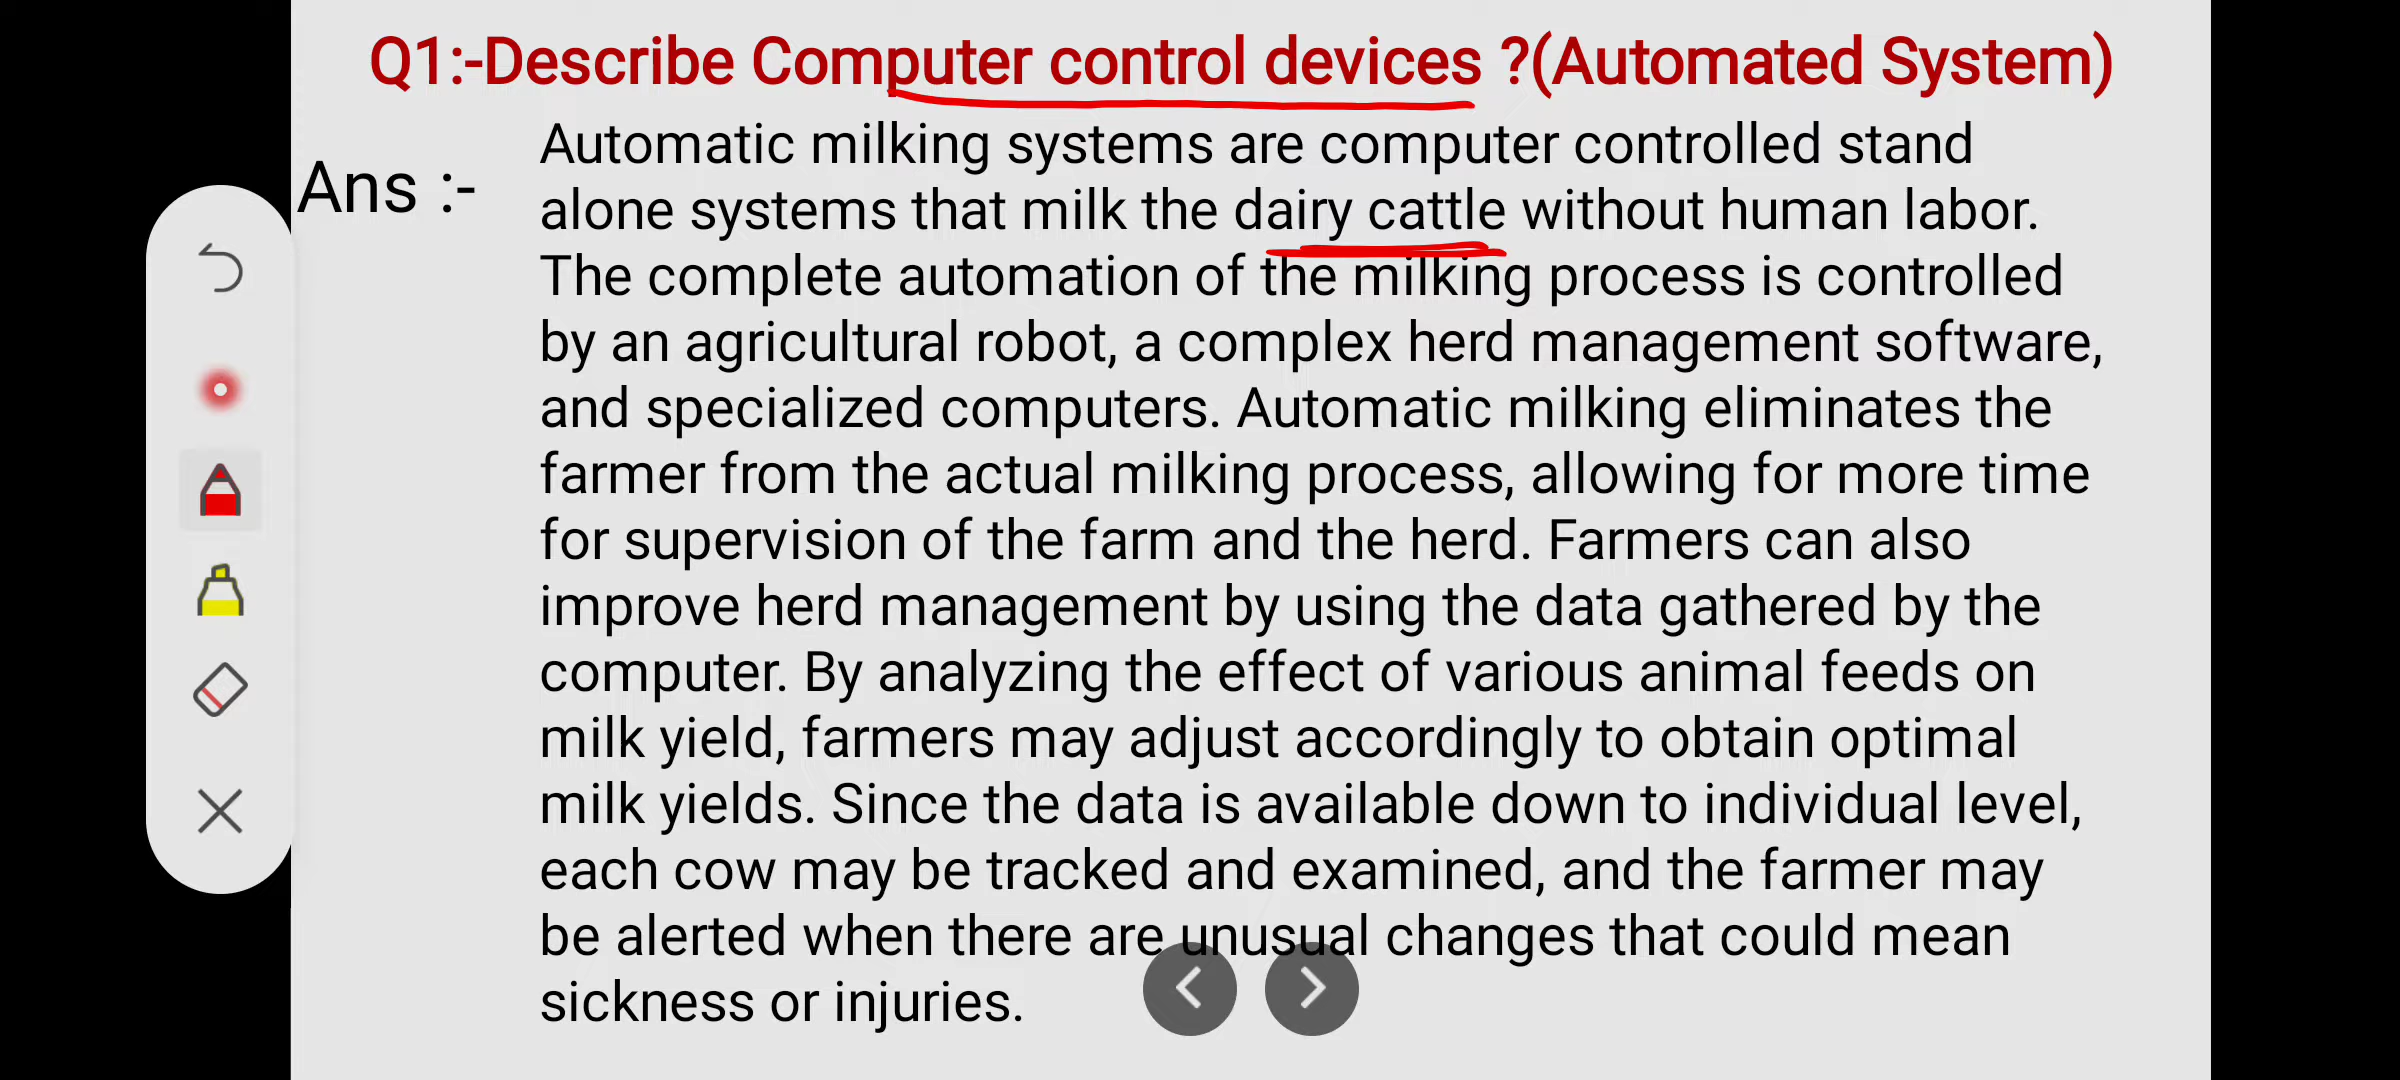 Q1:-Describe Computer control devices ?(Automated System)
Ans :-
Automatic milking systems are computer controlled stand
alone systems that milk the dairy cattle without human labor.
The complete automation of the milking process is controlled
by an agricultural robot, a complex herd management software,
and specialized computers. Automatic milking eliminates the
farmer from the actual milking process, allowing for more time
for supervision of the farm and the herd. Farmers can also
improve herd management by using the data gathered by the
computer. By analyzing the effect of various animal feeds on
milk yield, farmers may adjust accordingly to obtain optimal
milk yields. Since the data is available down to individual level,
each cow may be tracked and examined, and the farmer may
be alerted when there are unusual changes that could mean
sickness or injuries.